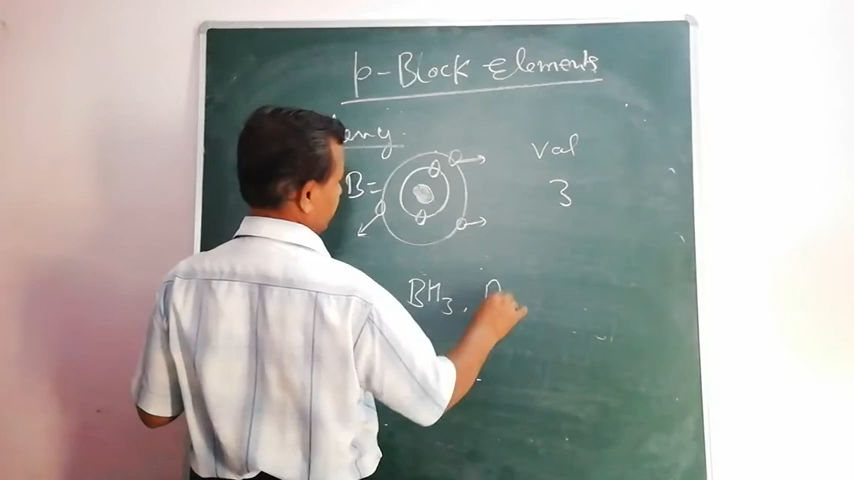 p-Block Elements
Val
B= 3
BH₃,